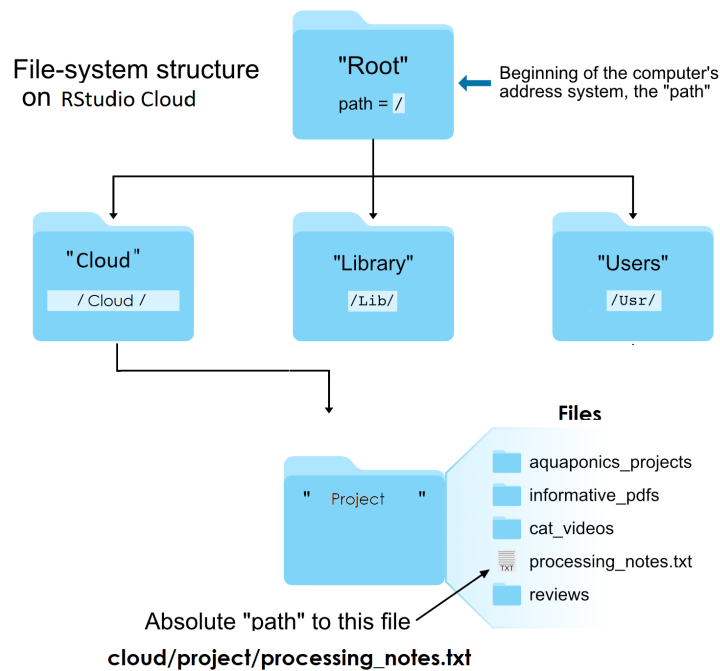 File-system structure
on RStudio Cloud
"Root"
path = /
Beginning of the computer's
address system, the "path"
"Cloud"
/ Cloud /
"Library"
/Lib/
"Users"
/Usr/
" Project "
Files
aquaponics_projects
informative_pdfs
cat_videos
TXT
processing_notes.txt
reviews
Absolute "path" to this file
cloud/project/processing_notes.txt